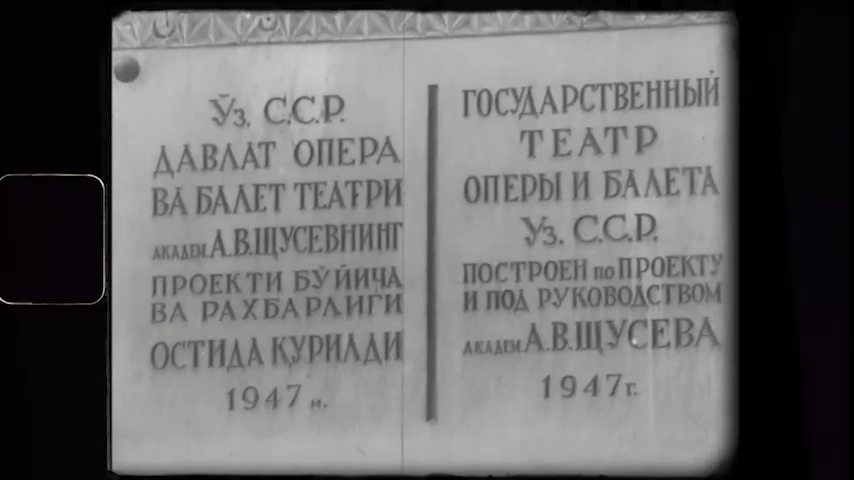 Ўз. С.С.Р.
ДАВЛАТ ОПЕРА
ВА БАЛЕТ ТЕАТРИ
АКАДЕМ. А.В.ЩУСЕВНИНГ
ПРОЕКТИ БЎЙИЧА
ВА РАХБАРЛИГИ
ОСТИДА ҚУРИЛДИ
1947 и.
ГОСУДАРСТВЕННЫЙ
ТЕАТР
ОПЕРЫ И БАЛЕТА
Уз. С.С.Р.
ПОСТРОЕН по ПРОЕКТУ
И ПОД РУКОВОДСТВОМ
АКАДЕМ. А.В.ЩУСЕВА
1947 г.